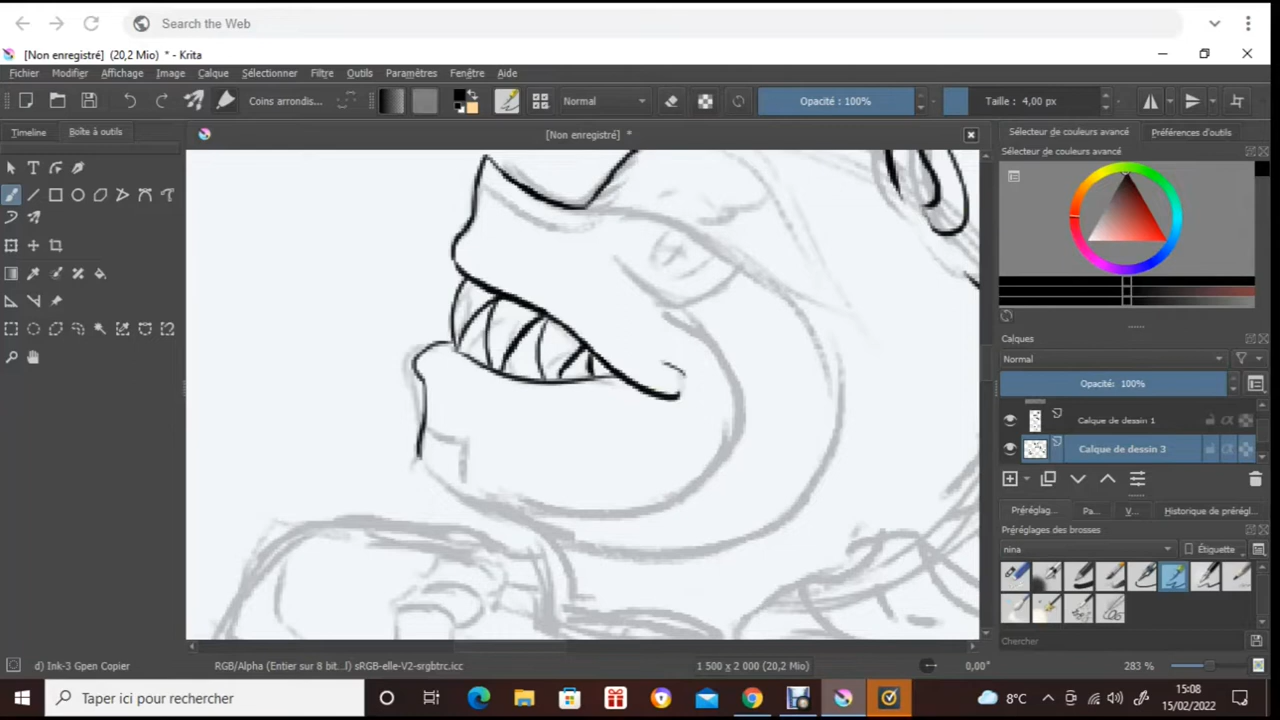 Search the Web
[Non enregistré] (20,2 Mio) * - Krita
Fichier Modifier Affichage Image Calque Sélectionner Filtre Outils Paramètres Fenêtre Aide
Coins arrondis... Normal Opacité : 100% Taille : 4,00 px
Timeline Boîte à outils [Non enregistré] * Sélecteur de couleurs avancé Préférences d'outils
Sélecteur de couleurs avancé
Calques
Normal
Opacité: 100%
Calque de dessin 1
Calque de dessin 3
Préréglag... Pa... V... Historique de prérégl...
Préréglages des brosses
nina Étiquette
Chercher
d) Ink-3 Gpen Copier RGB/Alpha (Entier sur 8 bit...l) sRGB-elle-V2-srgbtrc.icc 1 500 x 2 000 (20,2 Mio) 0,00° 283 %
Taper ici pour rechercher 8°C 15:08
15/02/2022